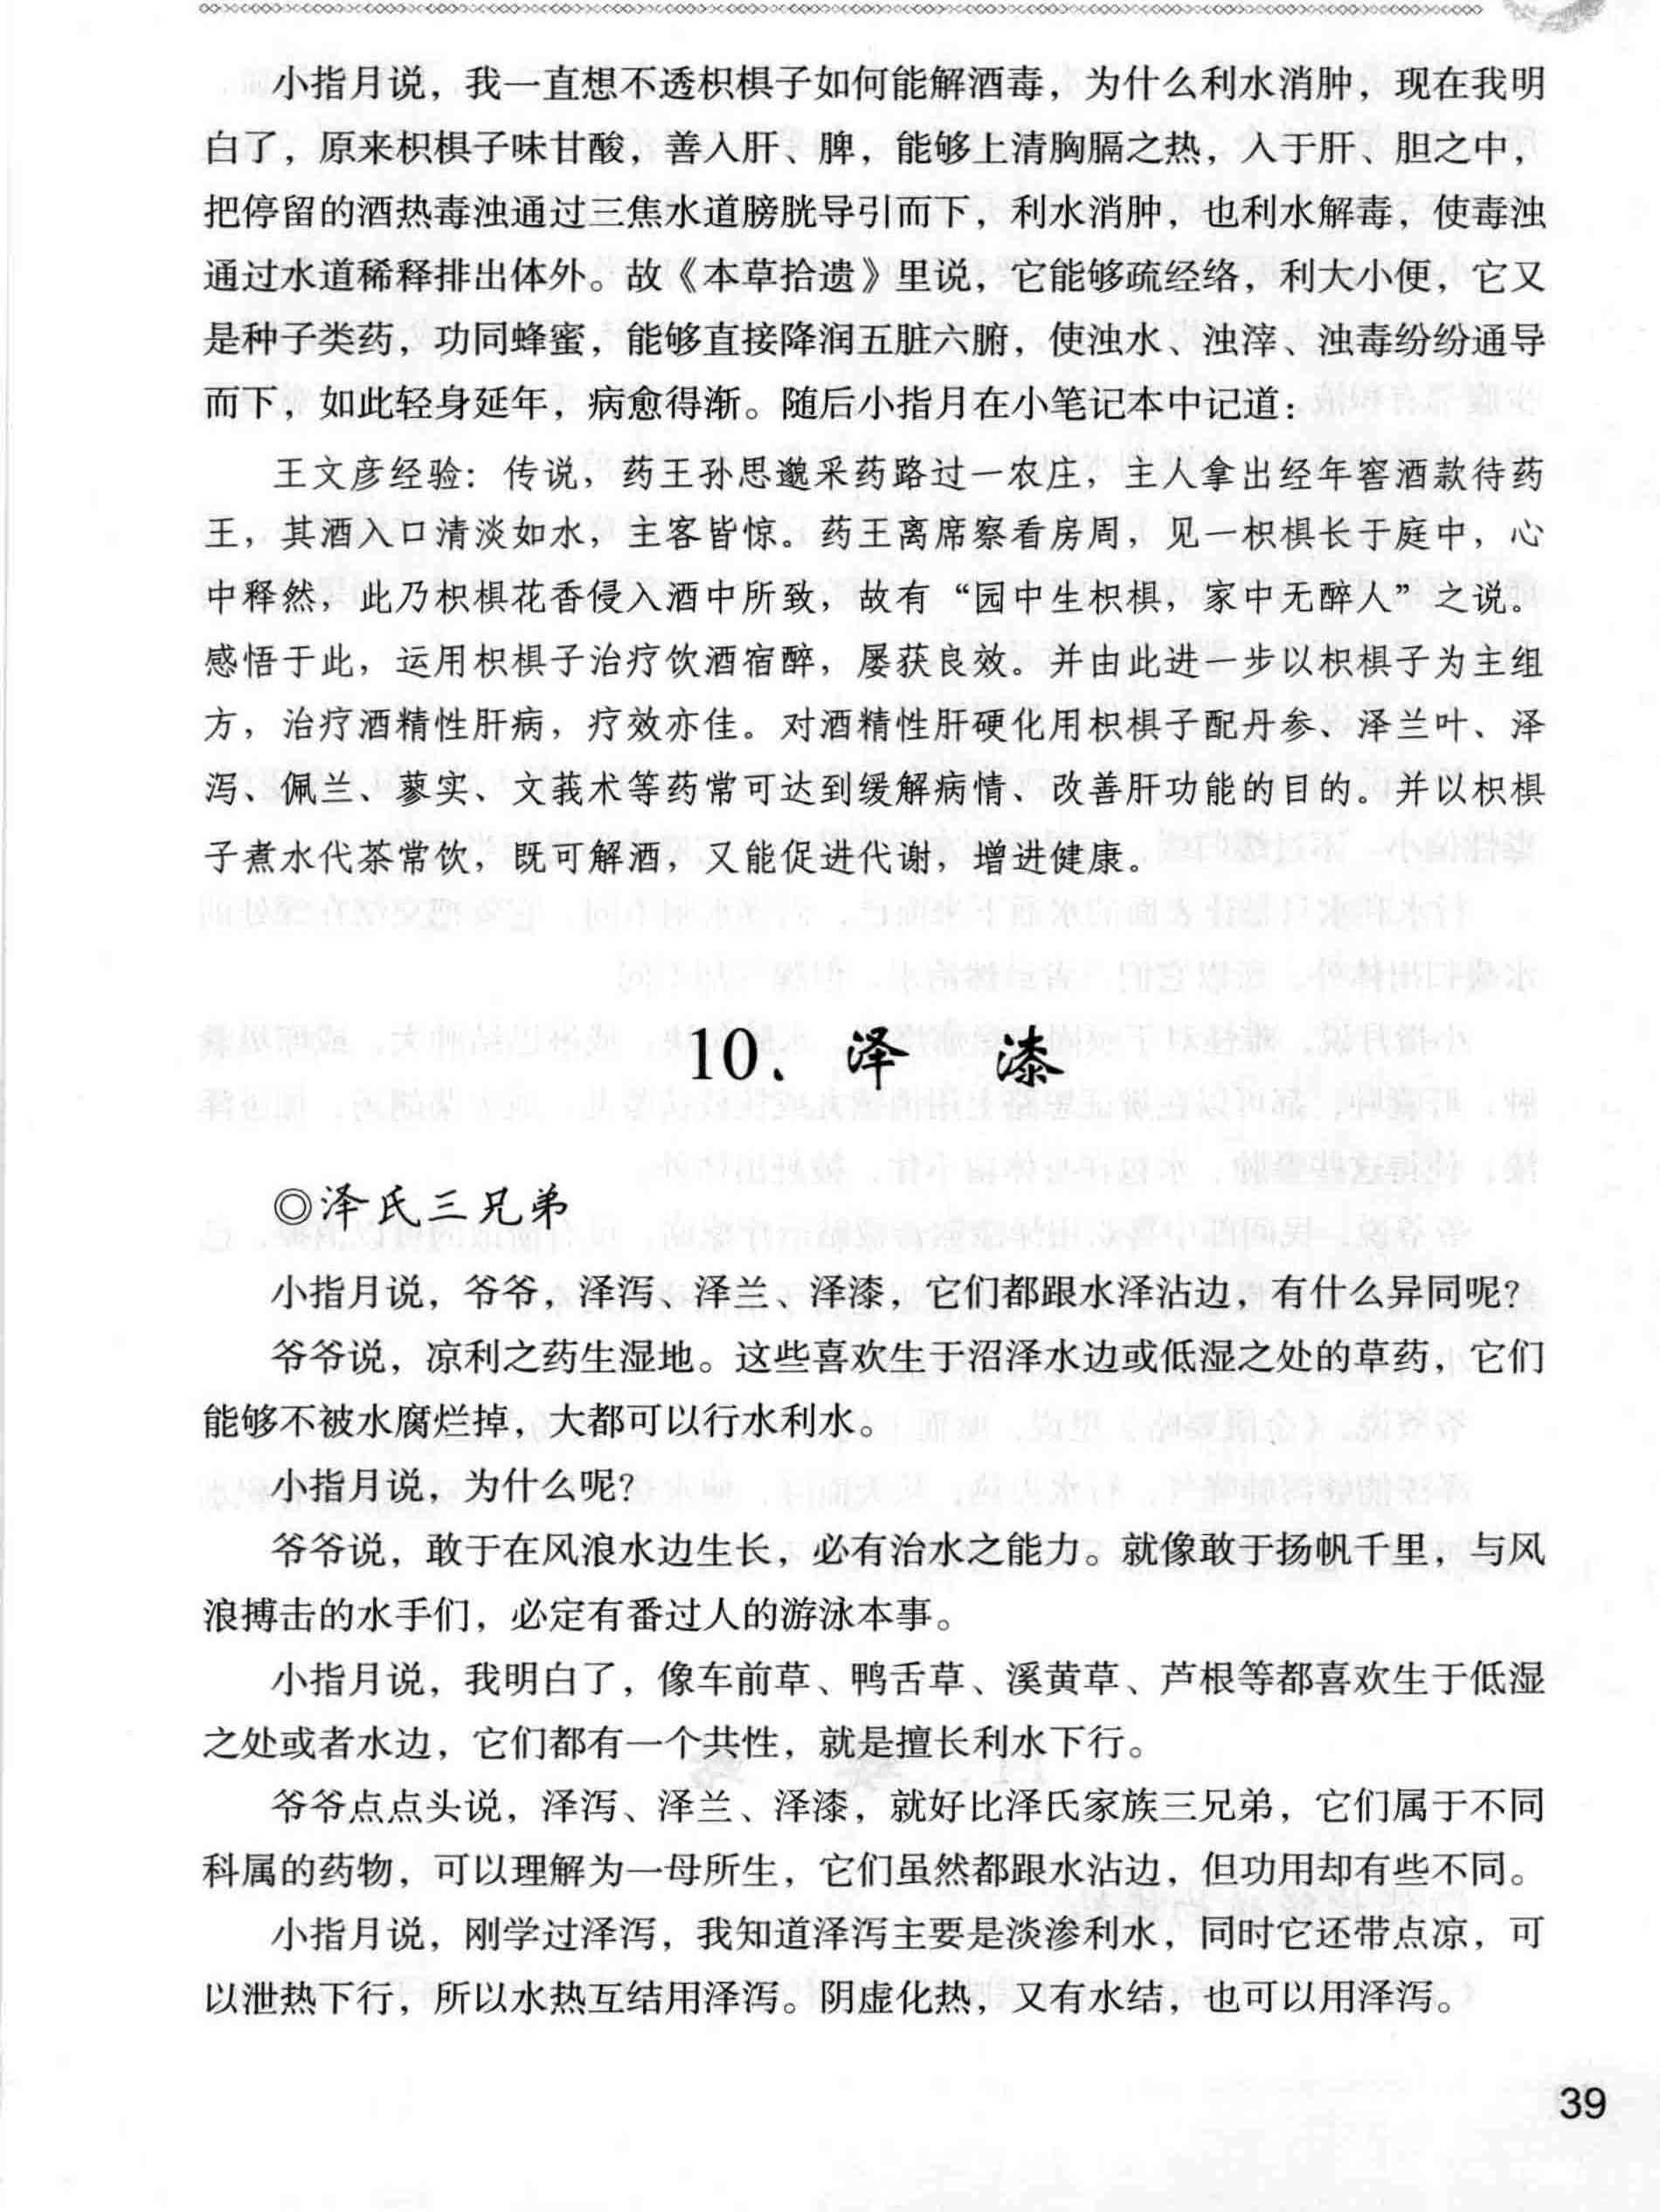 小指月说，我一直想不透枳椇子如何能解酒毒，为什么利水消肿，现在我明
白了，原来枳椇子味甘酸，善入肝、脾，能够上清胸膈之热，入于肝、胆之中，
把停留的酒热毒浊通过三焦水道膀胱导引而下，利水消肿，也利水解毒，使毒浊
通过水道稀释排出体外。故《本草拾遗》里说，它能够疏经络，利大小便，它又
是种子类药，功同蜂蜜，能够直接降润五脏六腑，使浊水、浊滓、浊毒纷纷通导
而下，如此轻身延年，病愈得渐。随后小指月在小笔记本中记道：
王文彦经验：传说，药王孙思邈采药路过一农庄，主人拿出经年窖酒款待药
王，其酒入口清淡如水，主客皆惊。药王离席察看房周，见一枳椇长于庭中，心
中释然，此乃枳椇花香侵入酒中所致，故有“园中生枳椇，家中无醉人”之说。
感悟于此，运用枳椇子治疗饮酒宿醉，屡获良效。并由此进一步以枳椇子为主组
方，治疗酒精性肝病，疗效亦佳。对酒精性肝硬化用枳椇子配丹参、泽兰叶、泽
泻、佩兰、蓼实、文莪术等药常可达到缓解病情、改善肝功能的目的。并以枳椇
子煮水代茶常饮，既可解酒，又能促进代谢，增进健康。
10、泽 漆
◎泽氏三兄弟
小指月说，爷爷，泽泻、泽兰、泽漆，它们都跟水泽沾边，有什么异同呢？
爷爷说，凉利之药生湿地。这些喜欢生于沼泽水边或低湿之处的草药，它们
能够不被水腐烂掉，大都可以行水利水。
小指月说，为什么呢？
爷爷说，敢于在风浪水边生长，必有治水之能力。就像敢于扬帆千里，与风
浪搏击的水手们，必定有番过人的游泳本事。
小指月说，我明白了，像车前草、鸭舌草、溪黄草、芦根等都喜欢生于低湿
之处或者水边，它们都有一个共性，就是擅长利水下行。
爷爷点点头说，泽泻、泽兰、泽漆，就好比泽氏家族三兄弟，它们属于不同
科属的药物，可以理解为一母所生，它们虽然都跟水沾边，但功用却有些不同。
小指月说，刚学过泽泻，我知道泽泻主要是淡渗利水，同时它还带点凉，可
以泄热下行，所以水热互结用泽泻。阴虚化热，又有水结，也可以用泽泻。
39